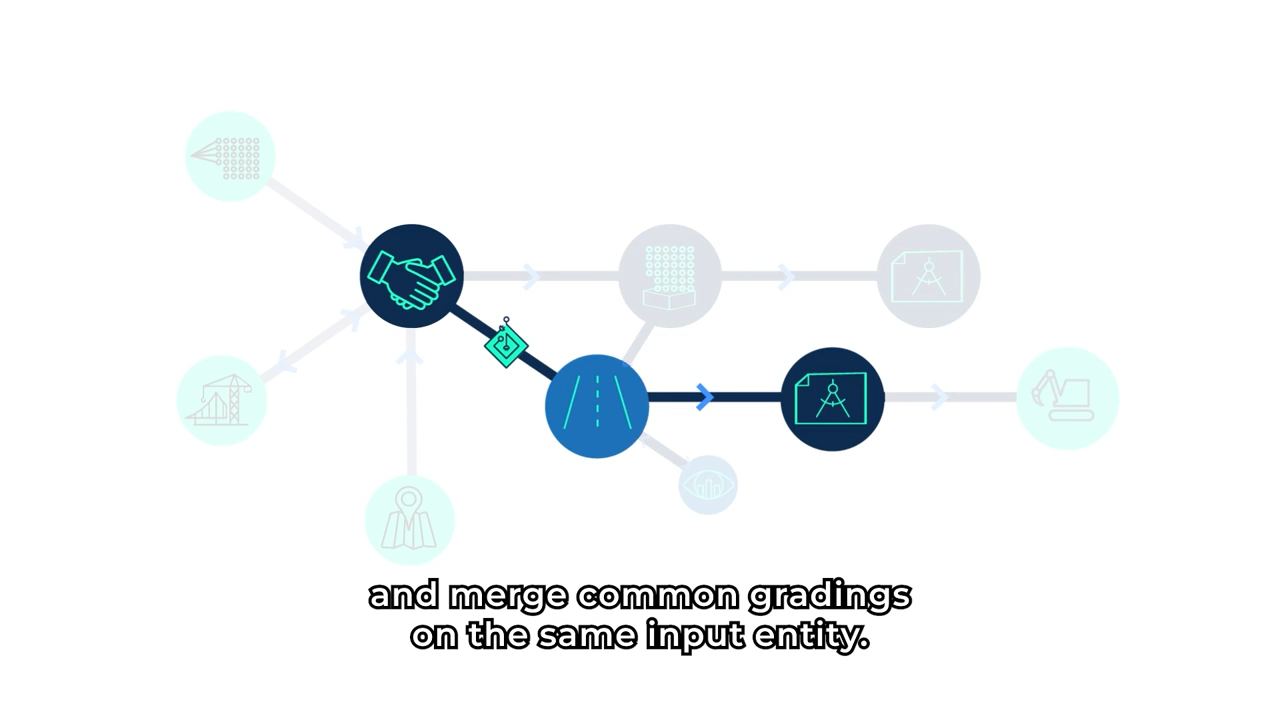 and merge common gradings
on the same input entity.